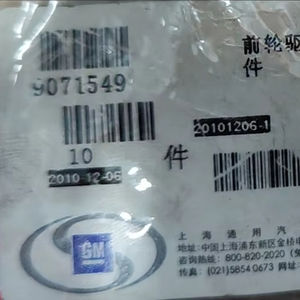 前轮驱
件
9071549
20101206-1
10 件
2010-12-06
GM
上海通用汽
地址:中国上海浦东新区金桥
咨询热线: 800-820-2020
传真: (021)5854 0673 网址: